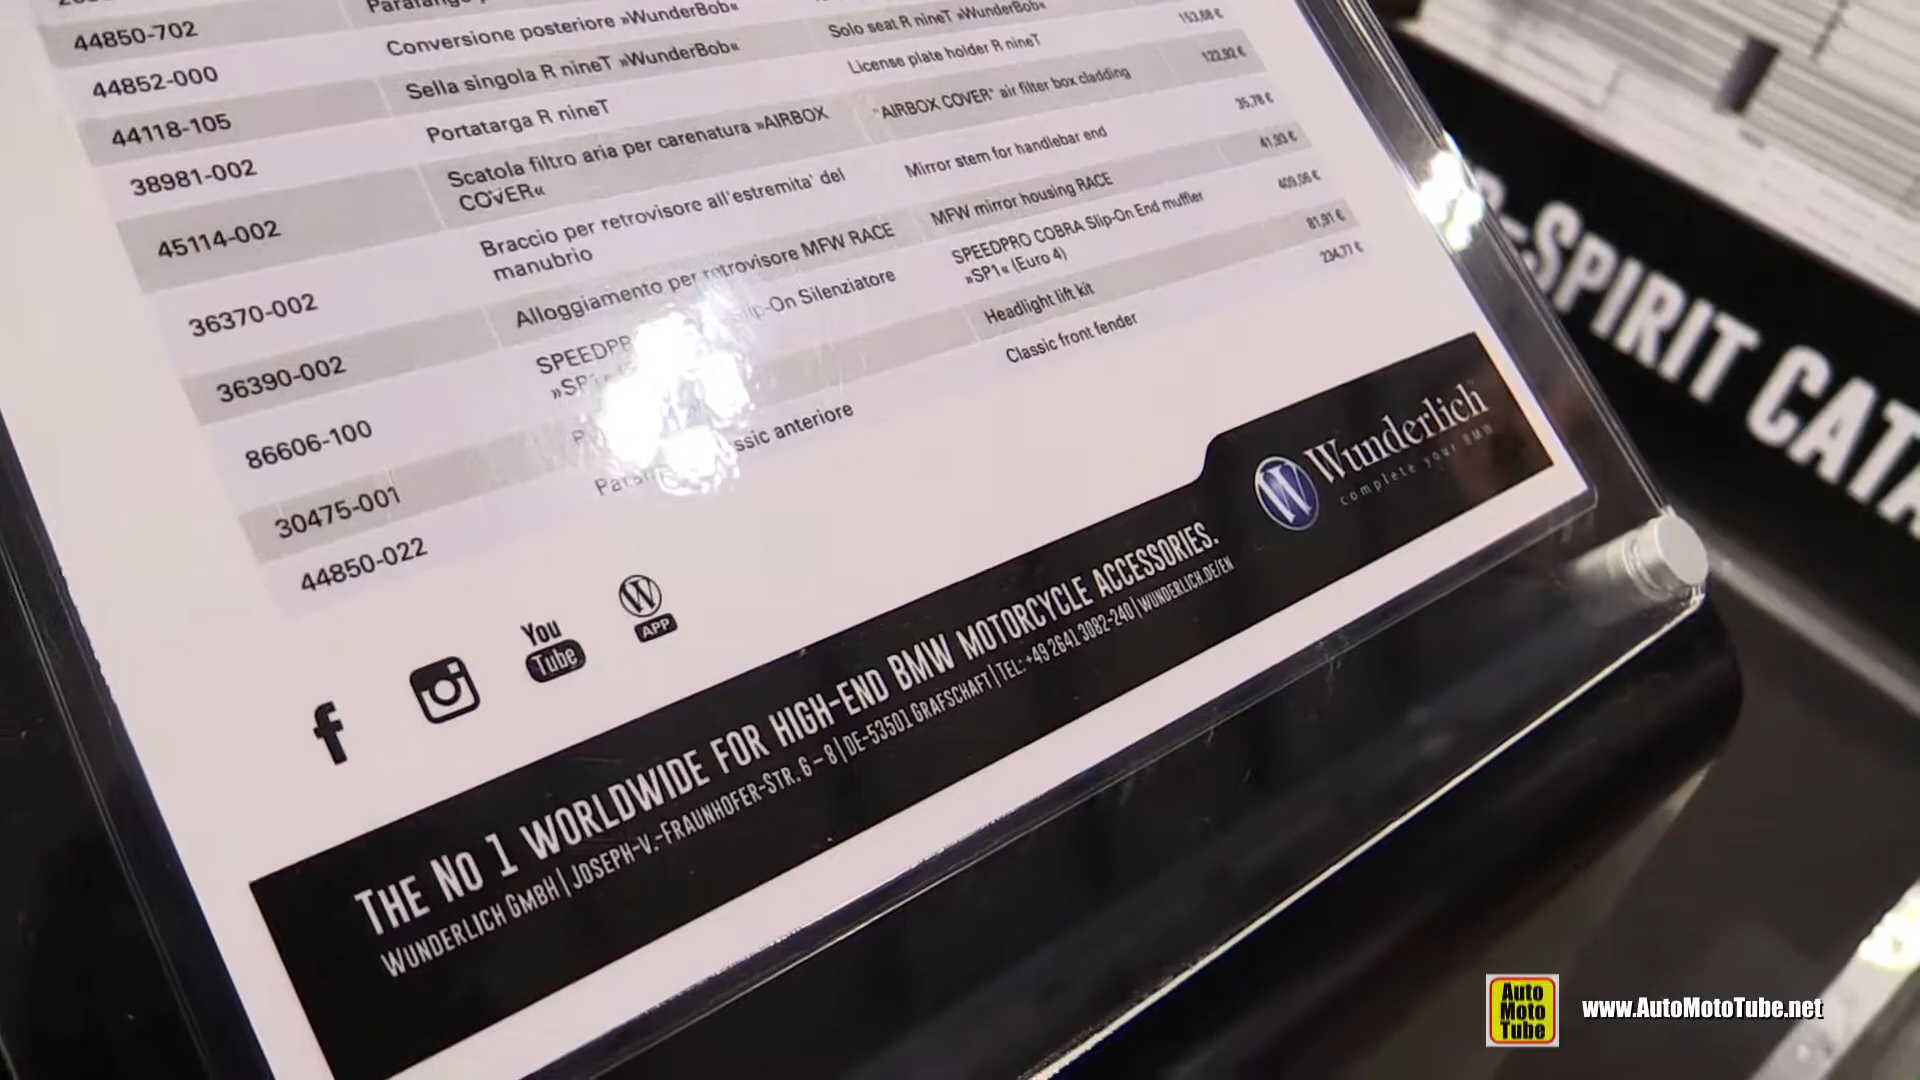 44850-702 Conversione posteriore »WunderBob« Solo seat R nineT »WunderBob« 153,68 €
44852-000 Sella singola R nineT »WunderBob« License plate holder R nineT 122,92 €
44118-105 Portatarga R nineT "AIRBOX COVER" air filter box cladding 35,78 €
38981-002 Scatola filtro aria per carenatura »AIRBOX
COVER« Mirror stem for handlebar end 41,93 €
45114-002 Braccio per retrovisore all'estremita' del
manubrio MFW mirror housing RACE 409,06 €
36370-002 Alloggiamento per retrovisore MFW RACE SPEEDPRO COBRA Slip-On End muffler
»SP1« (Euro 4) 81,91 €
36390-002 Slip-On Silenziatore Headlight lift kit 234,77 €
86606-100 Classic front fender
30475-001 anteriore
44850-022
f
You
Tube
W
APP
The No 1 worldwide for high-end BMW motorcycle accessories.
Wunderlich GmbH | Joseph-v.-Fraunhofer-Str. 6 – 8 | DE-53501 Grafschaft | Tel: +49 2641 3082-240 | wunderlich.de/en
W Wunderlich
complete your BMW
-SPIRIT CATA
Auto
Moto
Tube
www.AutoMotoTube.net